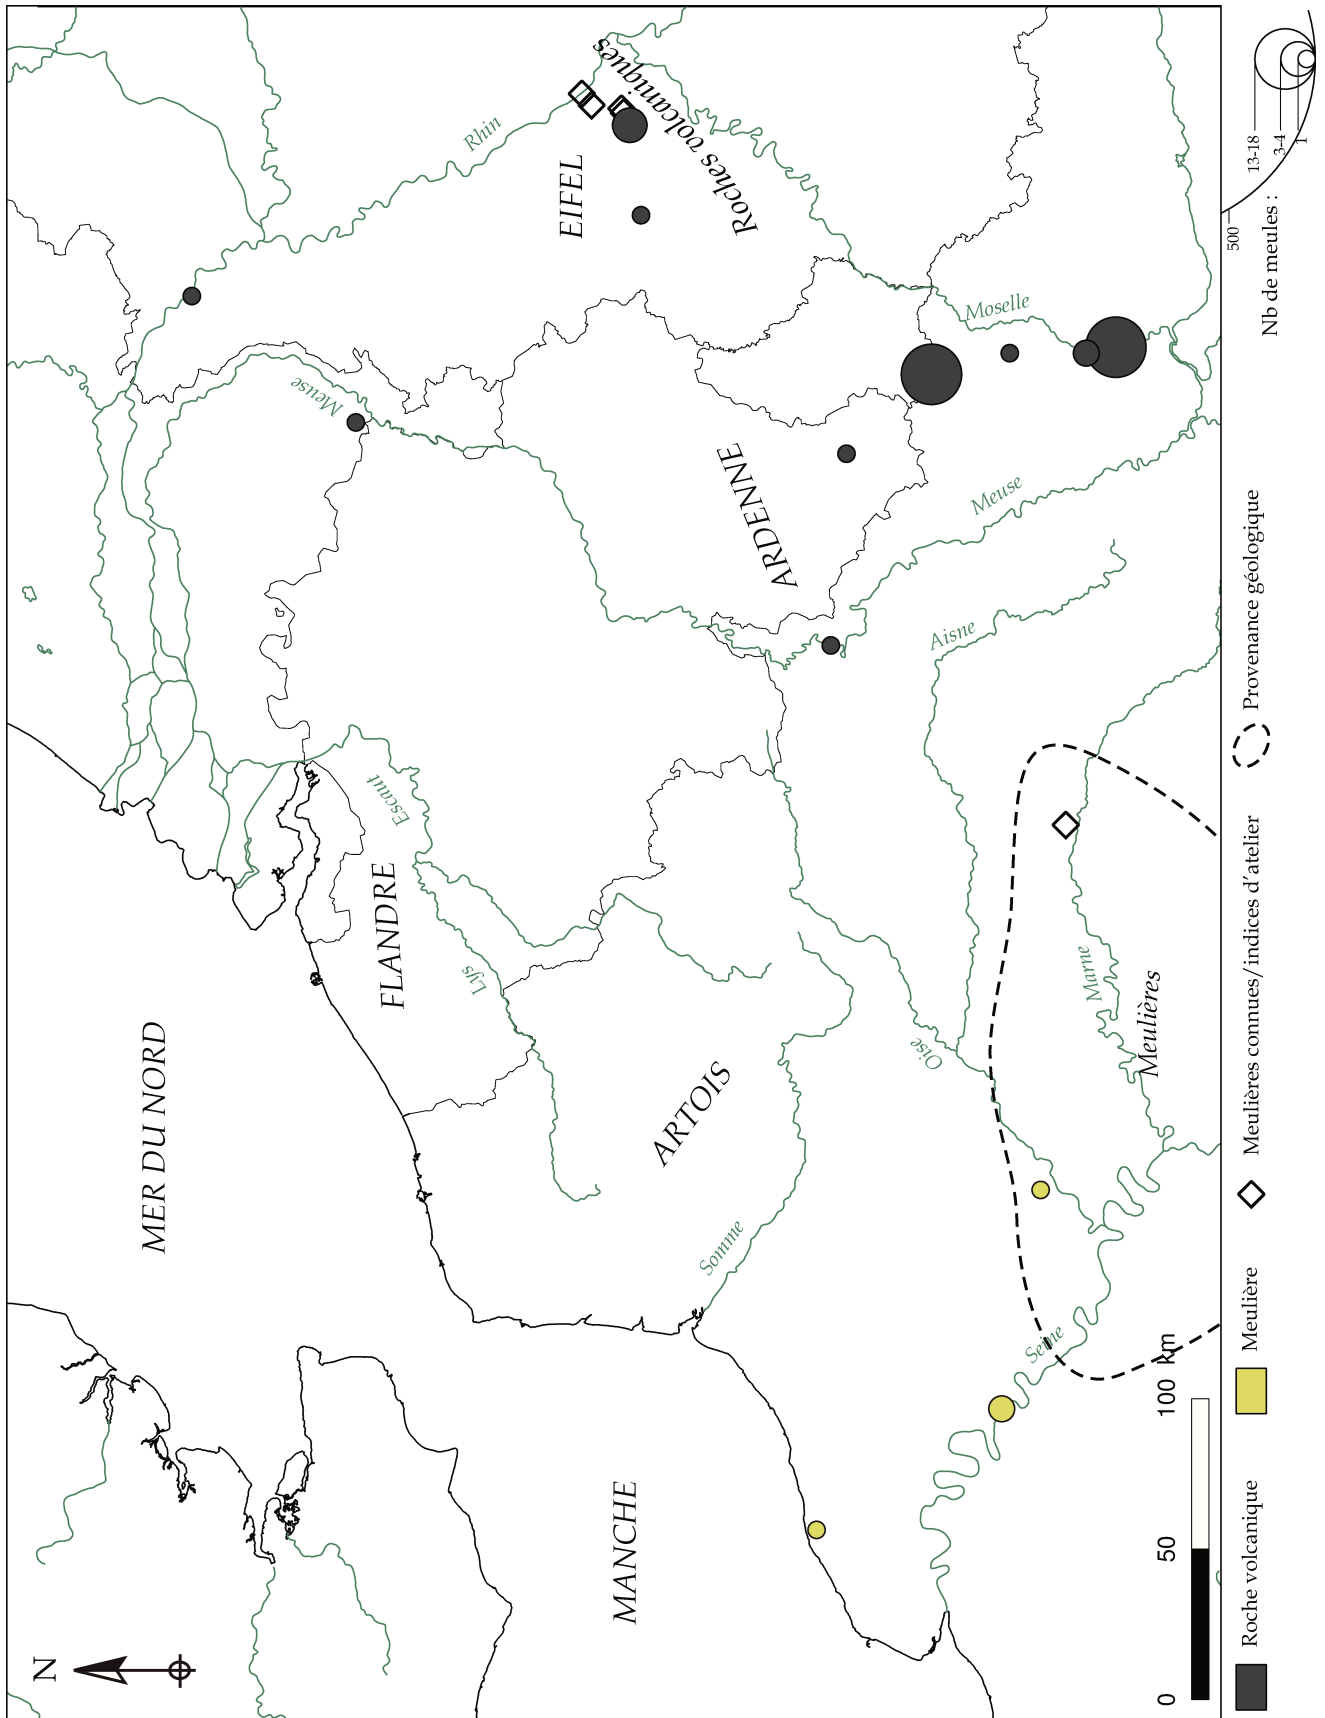 N
MER DU NORD
MANCHE
FLANDRE
ARTOIS
ARDENNE
EIFEL
Roches volcaniques
Rhin
Meuse
Escaut
Lys
Somme
Oise
Aisne
Meuse
Moselle
Marne
Seine
Meulières
0 50 100 km
Roche volcanique
Meulière
Meulières connues/indices d'atelier
Provenance géologique
Nb de meules :
500
13-18
3-4
1